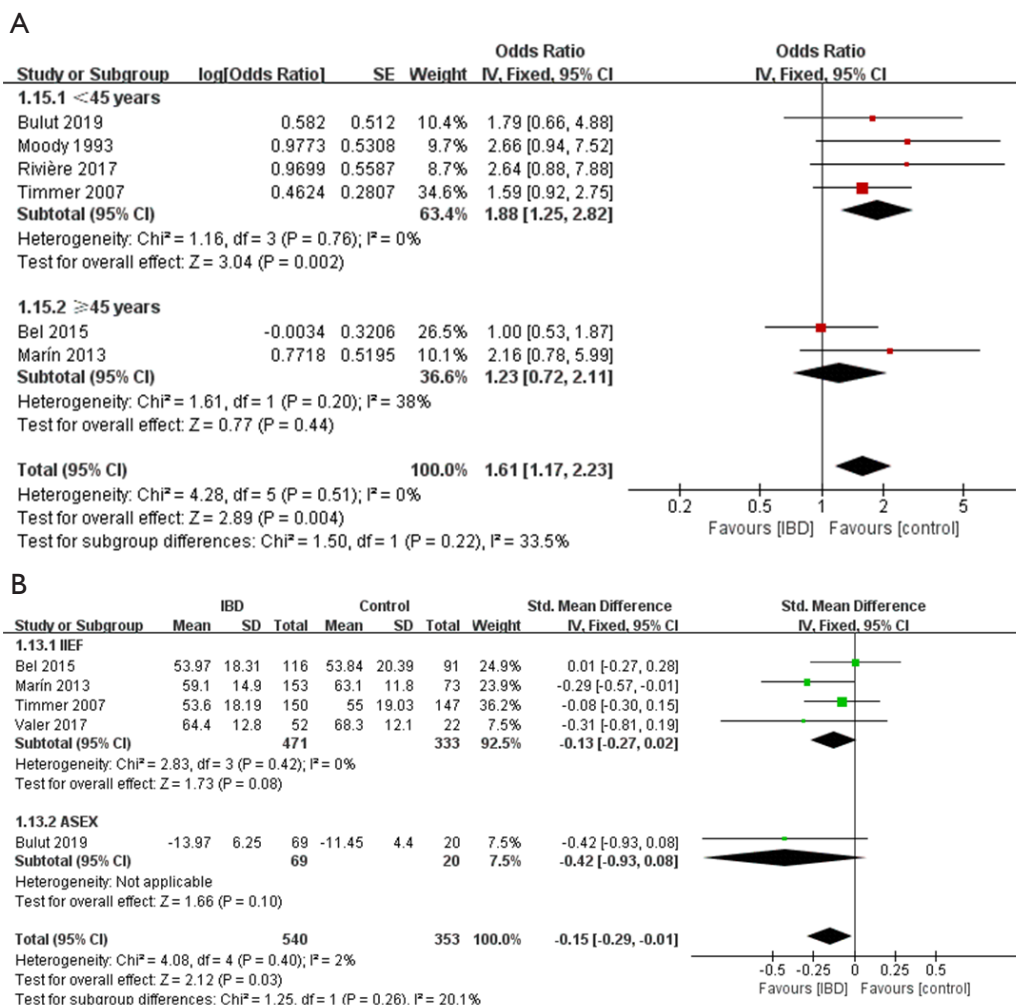 A
Odds Ratio Odds Ratio
Study or Subgroup log[Odds Ratio] SE Weight IV, Fixed, 95% CI IV, Fixed, 95% CI
1.15.1 <45 years
Bulut 2019 0.582 0.512 10.4% 1.79 [0.66, 4.88]
Moody 1993 0.9773 0.5308 9.7% 2.66 [0.94, 7.52]
Rivière 2017 0.9699 0.5587 8.7% 2.64 [0.88, 7.88]
Timmer 2007 0.4624 0.2807 34.6% 1.59 [0.92, 2.75]
Subtotal (95% CI) 63.4% 1.88 [1.25, 2.82]
Heterogeneity: Chi² = 1.16, df = 3 (P = 0.76); I² = 0%
Test for overall effect: Z = 3.04 (P = 0.002)
1.15.2 ≥45 years
Bel 2015 -0.0034 0.3206 26.5% 1.00 [0.53, 1.87]
Marín 2013 0.7718 0.5195 10.1% 2.16 [0.78, 5.99]
Subtotal (95% CI) 36.6% 1.23 [0.72, 2.11]
Heterogeneity: Chi² = 1.61, df = 1 (P = 0.20); I² = 38%
Test for overall effect: Z = 0.77 (P = 0.44)
Total (95% CI) 100.0% 1.61 [1.17, 2.23]
Heterogeneity: Chi² = 4.28, df = 5 (P = 0.51); I² = 0%
Test for overall effect: Z = 2.89 (P = 0.004)
Test for subgroup differences: Chi² = 1.50, df = 1 (P = 0.22), I² = 33.5%
0.2 0.5 1 2 5
Favours [IBD] Favours [control]
B
IBD Control Std. Mean Difference Std. Mean Difference
Study or Subgroup Mean SD Total Mean SD Total Weight IV, Fixed, 95% CI IV, Fixed, 95% CI
1.13.1 IIEF
Bel 2015 53.97 18.31 116 53.84 20.39 91 24.9% 0.01 [-0.27, 0.28]
Marín 2013 59.1 14.9 153 63.1 11.8 73 23.9% -0.29 [-0.57, -0.01]
Timmer 2007 53.6 18.19 150 55 19.03 147 36.2% -0.08 [-0.30, 0.15]
Valer 2017 64.4 12.8 52 68.3 12.1 22 7.5% -0.31 [-0.81, 0.19]
Subtotal (95% CI) 471 333 92.5% -0.13 [-0.27, 0.02]
Heterogeneity: Chi² = 2.83, df = 3 (P = 0.42); I² = 0%
Test for overall effect: Z = 1.73 (P = 0.08)
1.13.2 ASEX
Bulut 2019 -13.97 6.25 69 -11.45 4.4 20 7.5% -0.42 [-0.93, 0.08]
Subtotal (95% CI) 69 20 7.5% -0.42 [-0.93, 0.08]
Heterogeneity: Not applicable
Test for overall effect: Z = 1.66 (P = 0.10)
Total (95% CI) 540 353 100.0% -0.15 [-0.29, -0.01]
Heterogeneity: Chi² = 4.08, df = 4 (P = 0.40); I² = 2%
Test for overall effect: Z = 2.12 (P = 0.03)
Test for subgroup differences: Chi² = 1.25, df = 1 (P = 0.26), I² = 20.1%
-0.5 -0.25 0 0.25 0.5
Favours [IBD] Favours [control]